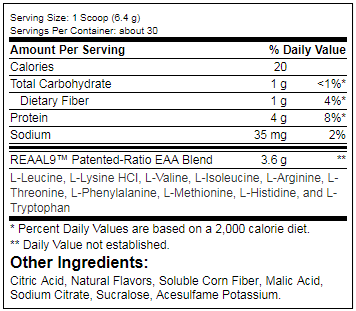 Serving Size: 1 Scoop (6.4 g)
Servings Per Container: about 30
Amount Per Serving % Daily Value
Calories 20
Total Carbohydrate 1 g <1%*
Dietary Fiber 1 g 4%*
Protein 4 g 8%*
Sodium 35 mg 2%
REAAL9™ Patented-Ratio EAA Blend 3.6 g **
L-Leucine, L-Lysine HCl, L-Valine, L-Isoleucine, L-Arginine, L-
Threonine, L-Phenylalanine, L-Methionine, L-Histidine, and L-
Tryptophan
* Percent Daily Values are based on a 2,000 calorie diet.
** Daily Value not established.
Other Ingredients:
Citric Acid, Natural Flavors, Soluble Corn Fiber, Malic Acid,
Sodium Citrate, Sucralose, Acesulfame Potassium.